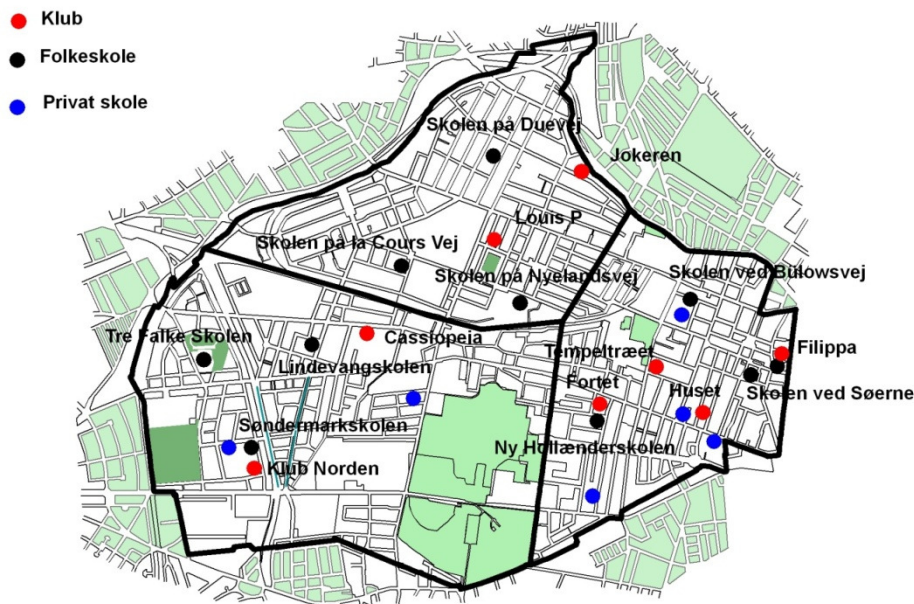 Klub
Folkeskole
Privat skole
Skolen på Duevej
Jokeren
Louis P
Skolen på la Cours Vej
Skolen på Nyelandsvej
Skolen ved Bülowsvej
Tre Falke Skolen
Cassiopeia
Lindevangskolen
Tempeltræet
Filippa
Fortet
Huset
Skolen ved Søerne
Søndermarkskolen
Ny Hollænderskolen
Klub Norden